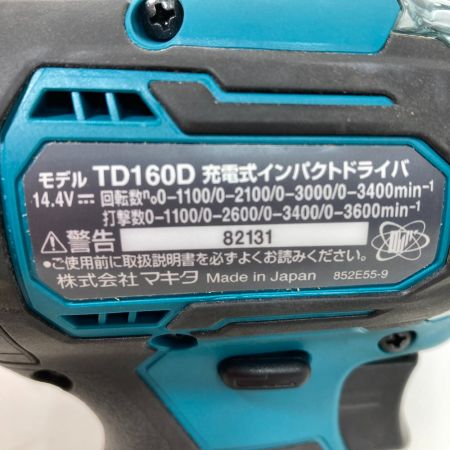 モデル TD160D 充電式インパクトドライバ
14.4V⎓ 回転数n₀0-1100/0-2100/0-3000/0-3400min⁻¹
打撃数0-1100/0-2600/0-3400/0-3600min⁻¹
⚠警告 82131
•ご使用前に取扱説明書を必ずよくお読みください。
株式会社マキタ Made in Japan 852E55-9